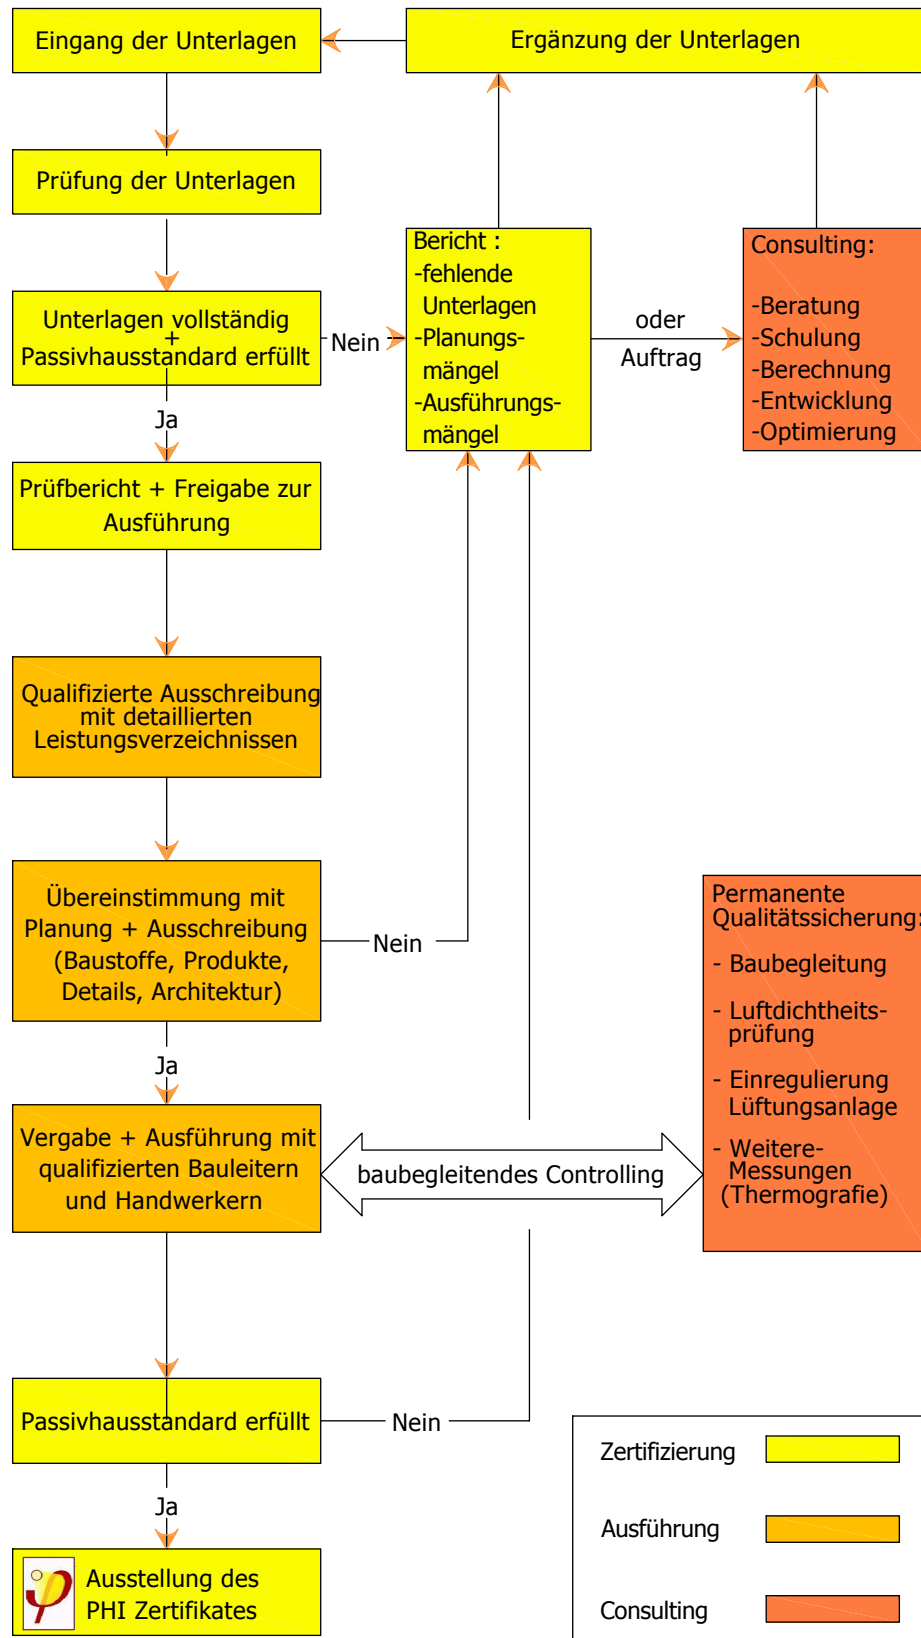 Eingang der Unterlagen
Ergänzung der Unterlagen
Prüfung der Unterlagen
Unterlagen vollständig
+
Passivhausstandard erfüllt
Nein
Bericht :
-fehlende
Unterlagen
-Planungs-
mängel
-Ausführungs-
mängel
oder
Auftrag
Consulting:
-Beratung
-Schulung
-Berechnung
-Entwicklung
-Optimierung
Ja
Prüfbericht + Freigabe zur
Ausführung
Qualifizierte Ausschreibung
mit detaillierten
Leistungsverzeichnissen
Übereinstimmung mit
Planung + Ausschreibung
(Baustoffe, Produkte,
Details, Architektur)
Nein
Ja
Vergabe + Ausführung mit
qualifizierten Bauleitern
und Handwerkern
baubegleitendes Controlling
Permanente
Qualitätssicherung:
- Baubegleitung
- Luftdichtheits-
prüfung
- Einregulierung
Lüftungsanlage
- Weitere-
Messungen
(Thermografie)
Passivhausstandard erfüllt
Nein
Ja
Ausstellung des
PHI Zertifikates
Zertifizierung
Ausführung
Consulting